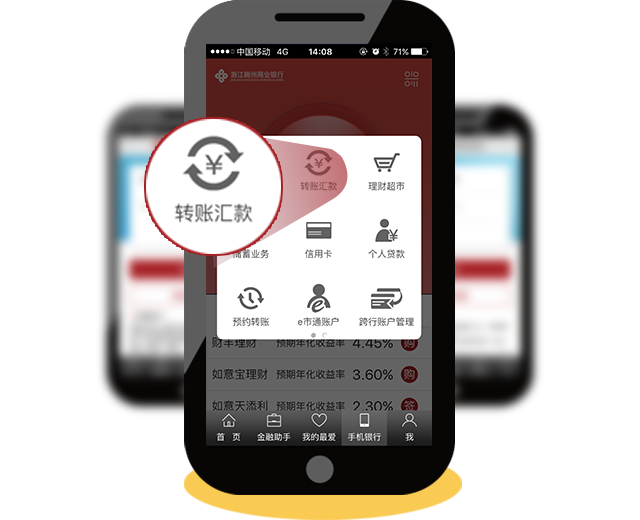 中国移动 4G 14:08 71%
浙江稠州商业银行
转账汇款
转账汇款 理财超市
储蓄业务 信用卡 个人贷款
预约转账 e市通账户 跨行账户管理
财丰理财 预期年化收益率 4.45% 购
如意宝理财 预期年化收益率 3.60% 购
如意天添利 预期年化收益率 2.30% 签
首 页 金融助手 我的最爱 手机银行 我